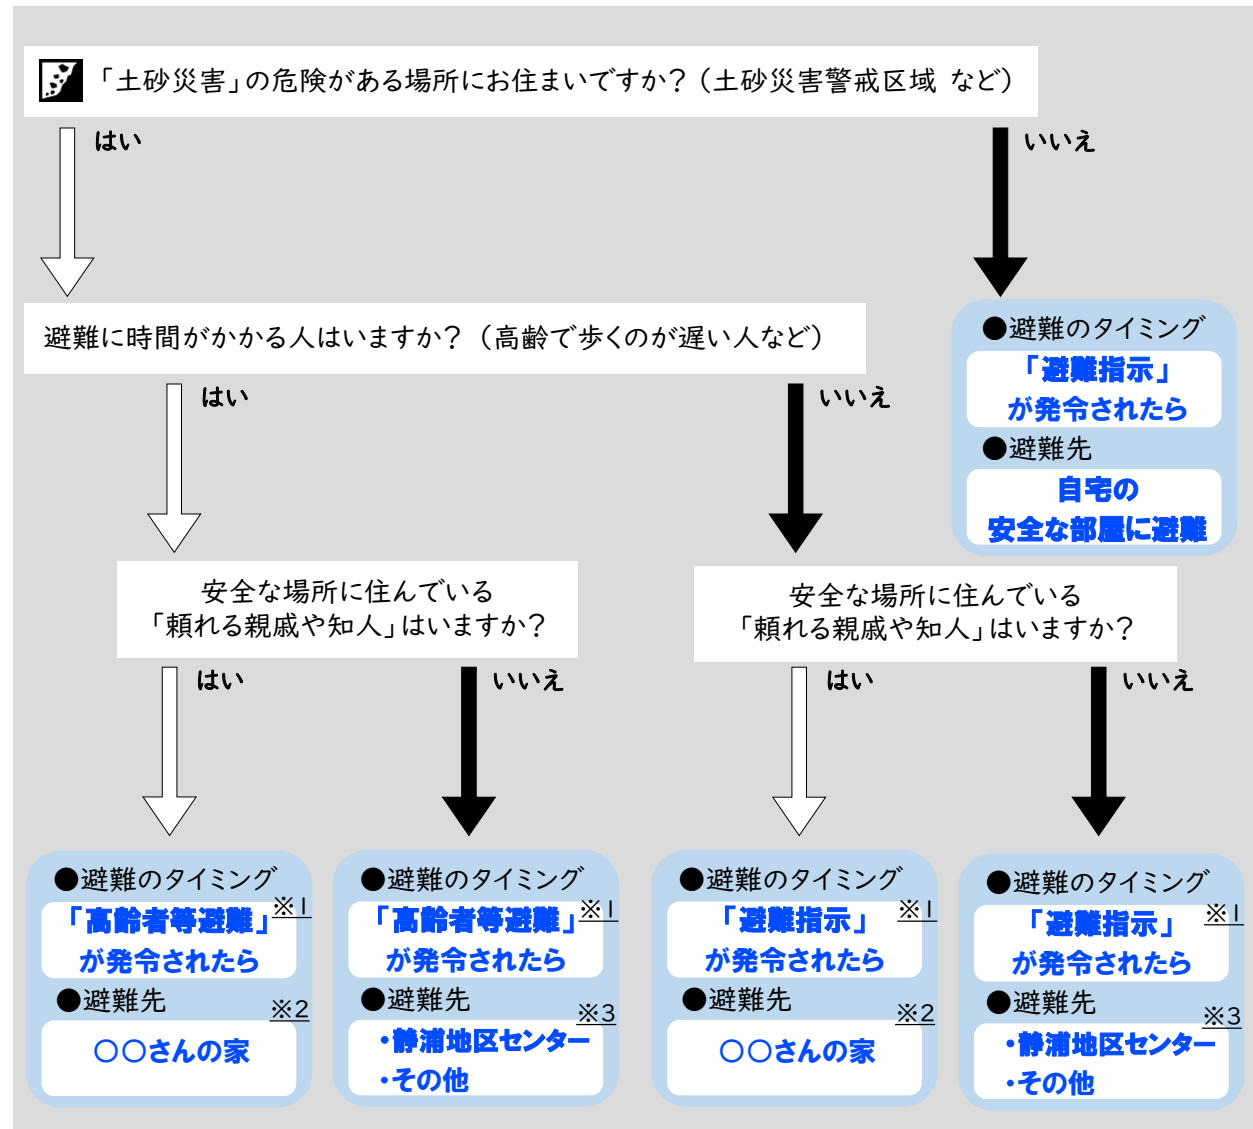 「土砂災害」の危険がある場所にお住まいですか？（土砂災害警戒区域 など）
はい
いいえ
避難に時間がかかる人はいますか？（高齢で歩くのが遅い人など）
はい
いいえ
●避難のタイミング
「避難指示」
が発令されたら
●避難先
自宅の
安全な部屋に避難
安全な場所に住んでいる
「頼れる親戚や知人」はいますか？
はい
いいえ
安全な場所に住んでいる
「頼れる親戚や知人」はいますか？
はい
いいえ
●避難のタイミング
「高齢者等避難」※1
が発令されたら
●避難先 ※2
〇〇さんの家
●避難のタイミング
「高齢者等避難」※1
が発令されたら
●避難先 ※3
・静浦地区センター
・その他
●避難のタイミング
「避難指示」 ※1
が発令されたら
●避難先 ※2
〇〇さんの家
●避難のタイミング
「避難指示」 ※1
が発令されたら
●避難先 ※3
・静浦地区センター
・その他